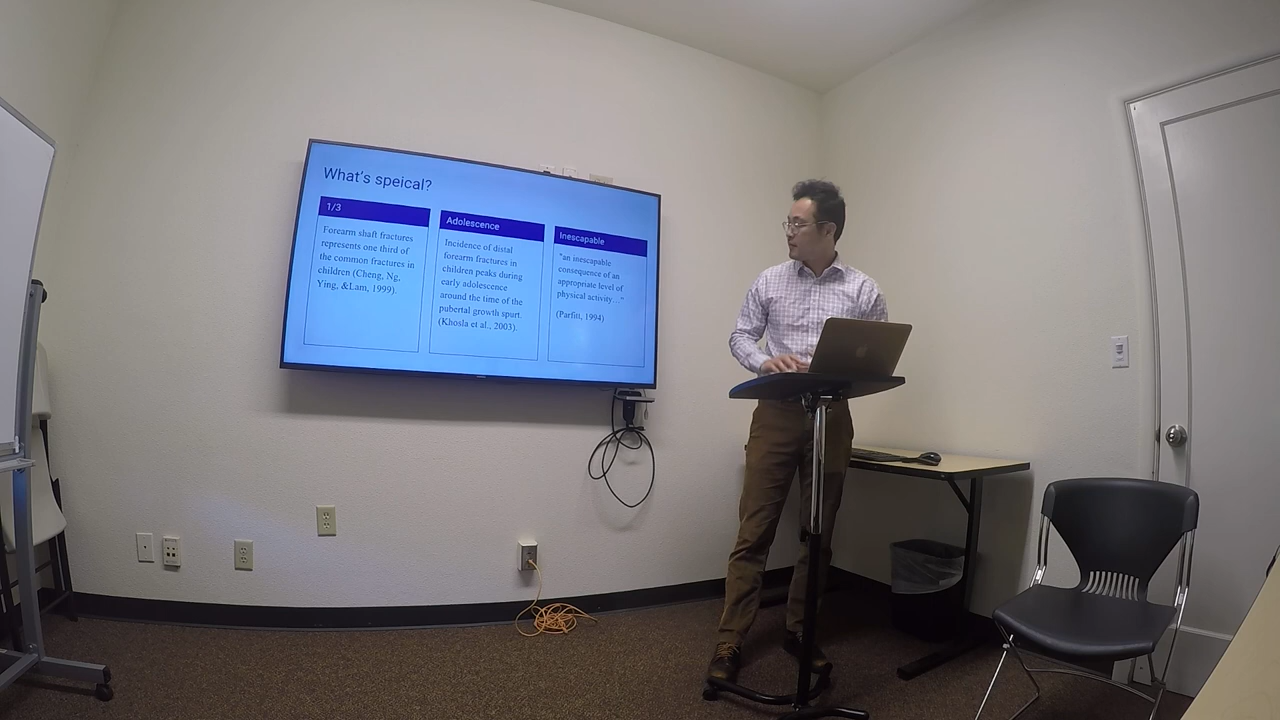 What's speical?
1/3
Forearm shaft fractures
represents one third of
the common fractures in
children (Cheng, Ng,
Ying, &Lam, 1999).
Adolescence
Incidence of distal
forearm fractures in
children peaks during
early adolescence
around the time of the
pubertal growth spurt.
(Khosla et al., 2003).
Inescapable
"an inescapable
consequence of an
appropriate level of
physical activity…"
(Parfitt, 1994)